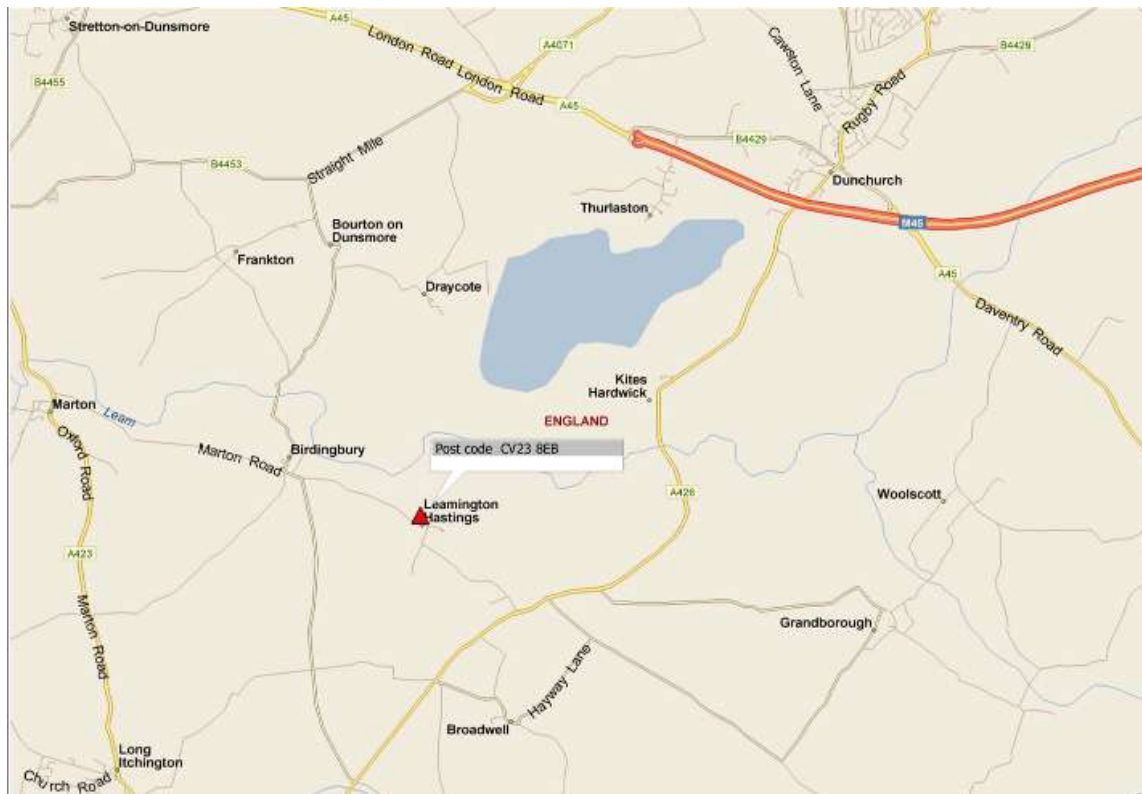 A45
Stretton-on-Dunsmore
London Road London Road
A4071
Cawston Lane
B4428
B4455
A45
Rugby Road
Straight Mile
B4429
B4453
Dunchurch
Thurlaston
Bourton on
Dunsmore
M45
Frankton
A45
Draycote
Daventry Road
Kites
Hardwick
Marton
Leam
ENGLAND
Oxford Road
Marton Road
Birdingbury
Post code CV23 8EB
A426
Woolscott
Leamington
Hastings
A423
Marton Road
Grandborough
Hayway Lane
Broadwell
Long
Itchington
Church Road